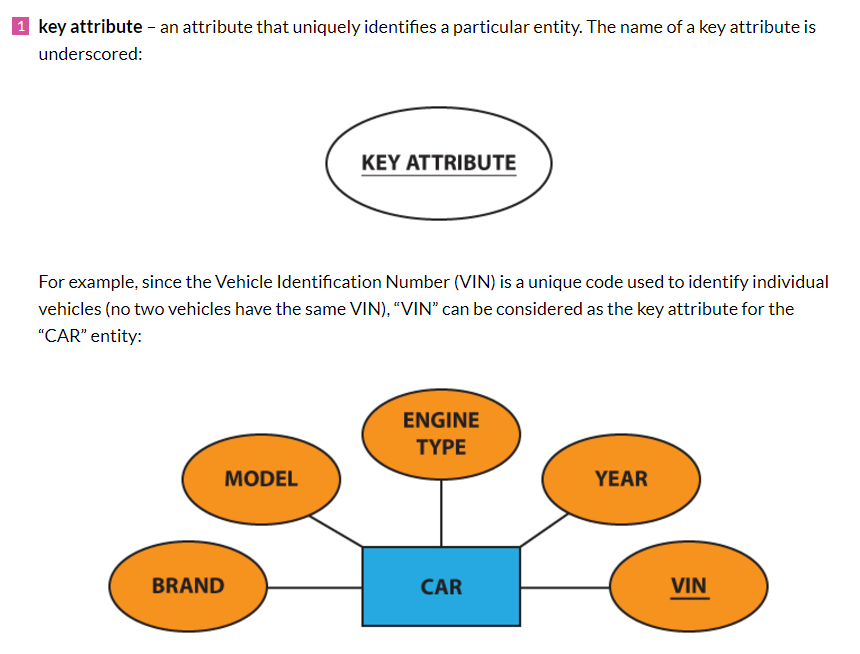 1 key attribute – an attribute that uniquely identifies a particular entity. The name of a key attribute is
underscored:
KEY ATTRIBUTE
For example, since the Vehicle Identification Number (VIN) is a unique code used to identify individual
vehicles (no two vehicles have the same VIN), “VIN” can be considered as the key attribute for the
“CAR” entity:
ENGINE
TYPE
MODEL
YEAR
BRAND
CAR
VIN